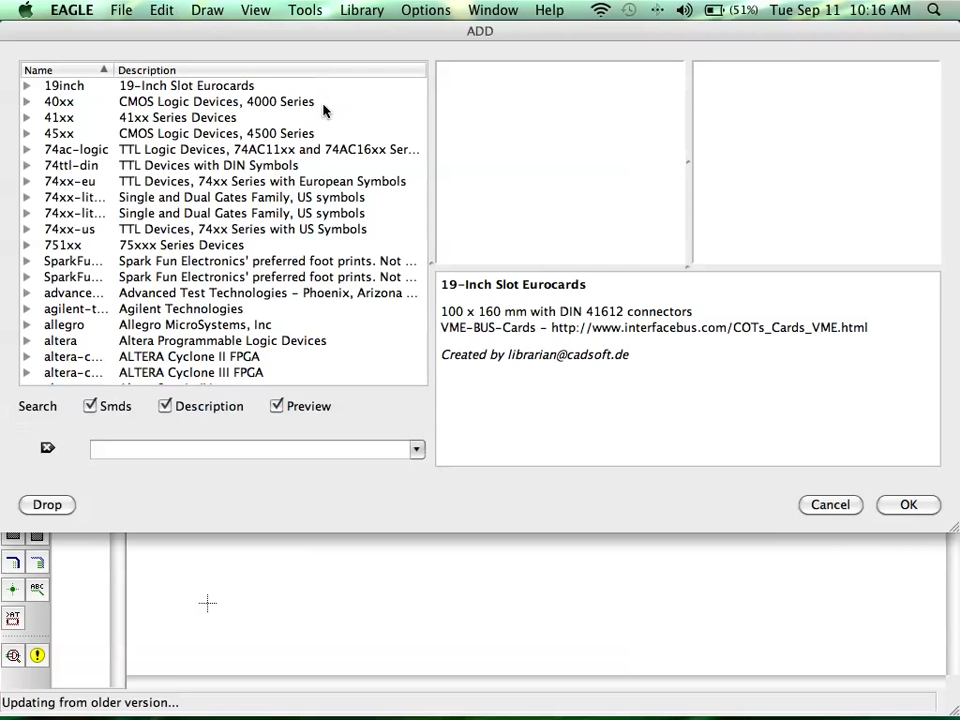 EAGLE File Edit Draw View Tools Library Options Window Help (51%) Tue Sep 11 10:16 AM
ADD
Name Description
19inch 19-Inch Slot Eurocards
40xx CMOS Logic Devices, 4000 Series
41xx 41xx Series Devices
45xx CMOS Logic Devices, 4500 Series
74ac-logic TTL Logic Devices, 74AC11xx and 74AC16xx Ser...
74ttl-din TTL Devices with DIN Symbols
74xx-eu TTL Devices, 74xx Series with European Symbols
74xx-lit... Single and Dual Gates Family, US symbols
74xx-lit... Single and Dual Gates Family, US symbols
74xx-us TTL Devices, 74xx Series with US Symbols
751xx 75xxx Series Devices
SparkFu... Spark Fun Electronics' preferred foot prints. Not ...
SparkFu... Spark Fun Electronics' preferred foot prints. Not ...
advance... Advanced Test Technologies - Phoenix, Arizona ...
agilent-t... Agilent Technologies
allegro Allegro MicroSystems, Inc
altera Altera Programmable Logic Devices
altera-c... ALTERA Cyclone II FPGA
altera-c... ALTERA Cyclone III FPGA
19-Inch Slot Eurocards
100 x 160 mm with DIN 41612 connectors
VME-BUS-Cards - http://www.interfacebus.com/COTs_Cards_VME.html
Created by librarian@cadsoft.de
Search Smds Description Preview
Drop Cancel OK
ABC
>AT
Updating from older version...